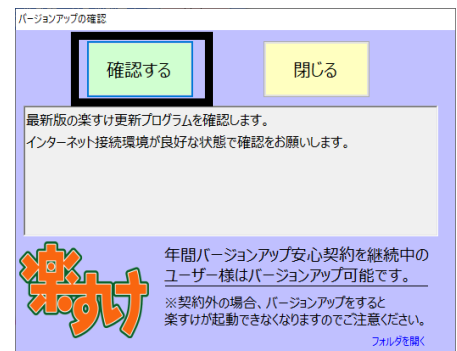 バージョンアップの確認
確認する
閉じる
最新版の楽すけ更新プログラムを確認します。
インターネット接続環境が良好な状態で確認をお願いします。
楽すけ
年間バージョンアップ安心契約を継続中の
ユーザー様はバージョンアップ可能です。
※契約外の場合、バージョンアップをすると
楽すけが起動できなくなりますのでご注意ください。
フォルダを開く